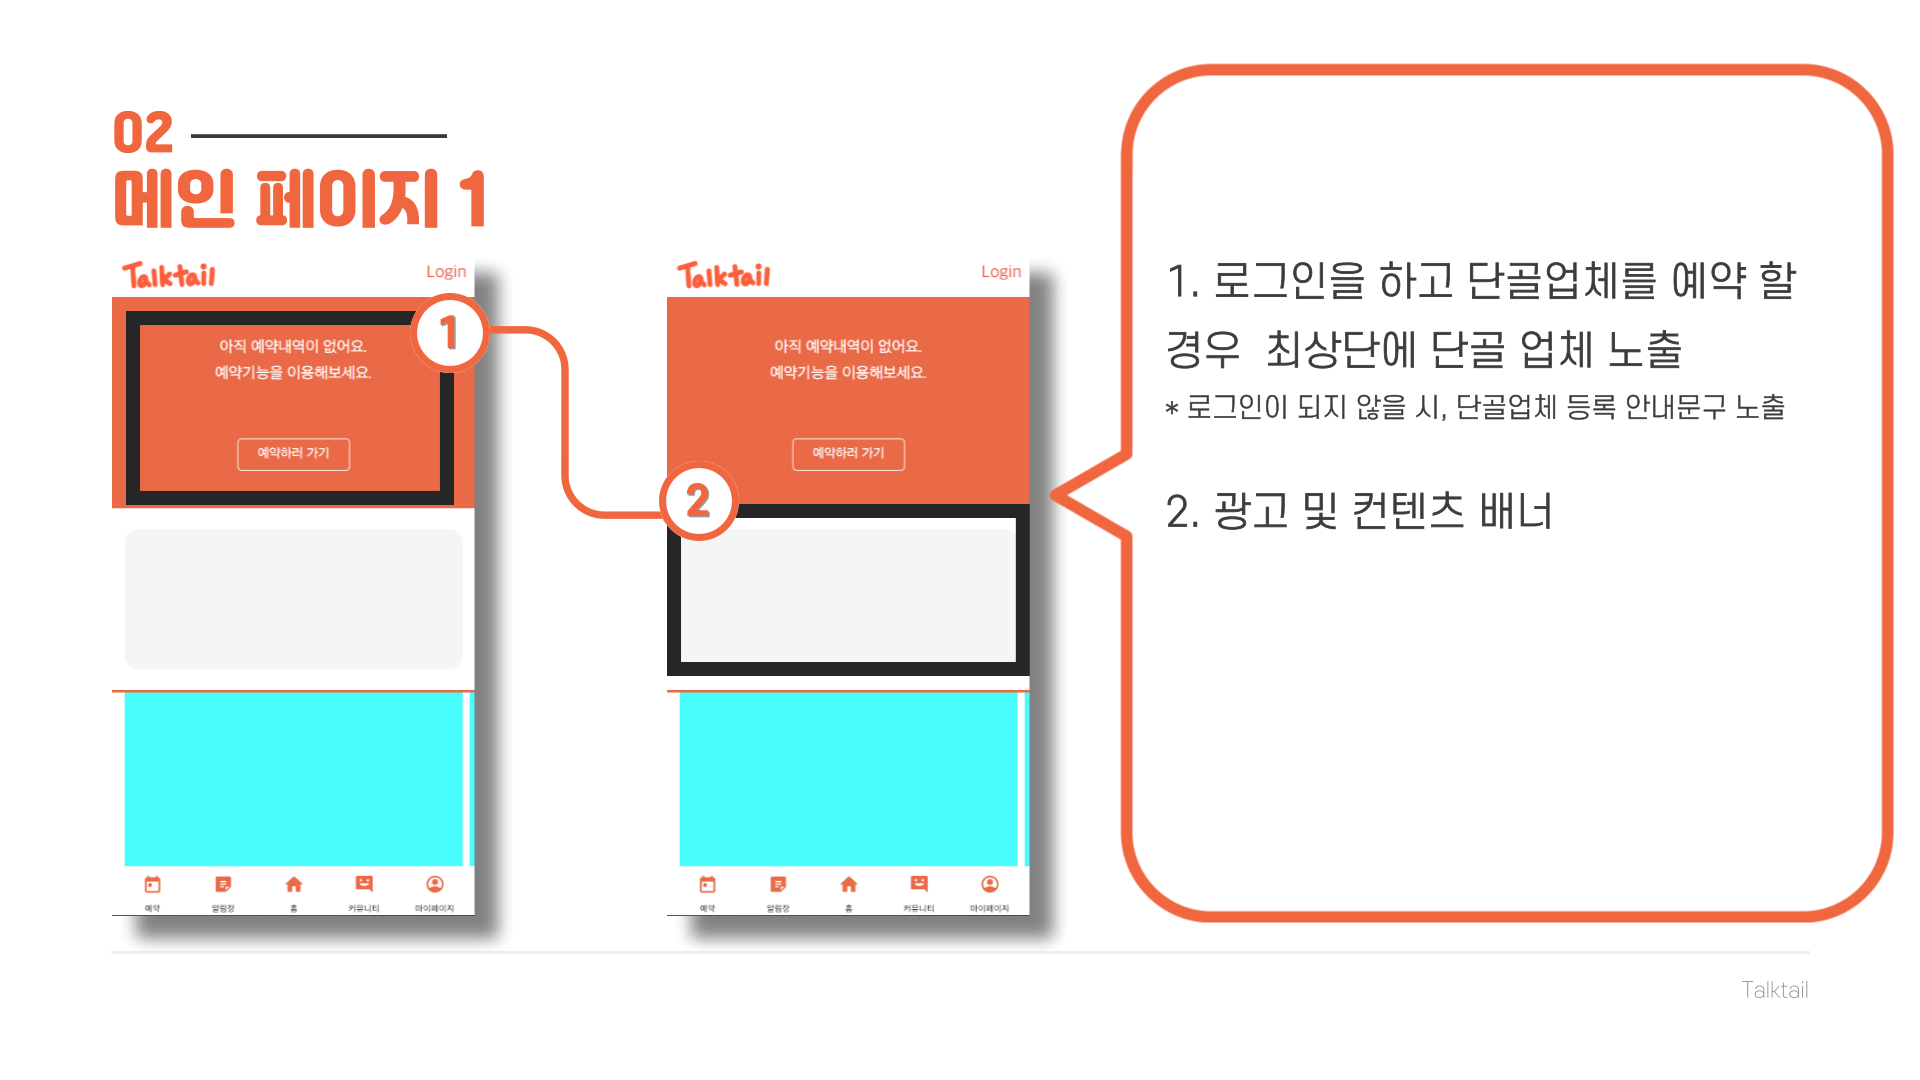 02
메인 페이지 1
Talktail
Login
1
아직 예약내역이 없어요.
예약기능을 이용해보세요.
예약하러 가기
예약
알림장
홈
커뮤니티
마이페이지
Talktail
Login
아직 예약내역이 없어요.
예약기능을 이용해보세요.
예약하러 가기
2
예약
알림장
홈
커뮤니티
마이페이지
1. 로그인을 하고 단골업체를 예약 할
경우 최상단에 단골 업체 노출
* 로그인이 되지 않을 시, 단골업체 등록 안내문구 노출
2. 광고 및 컨텐츠 배너
Talktail